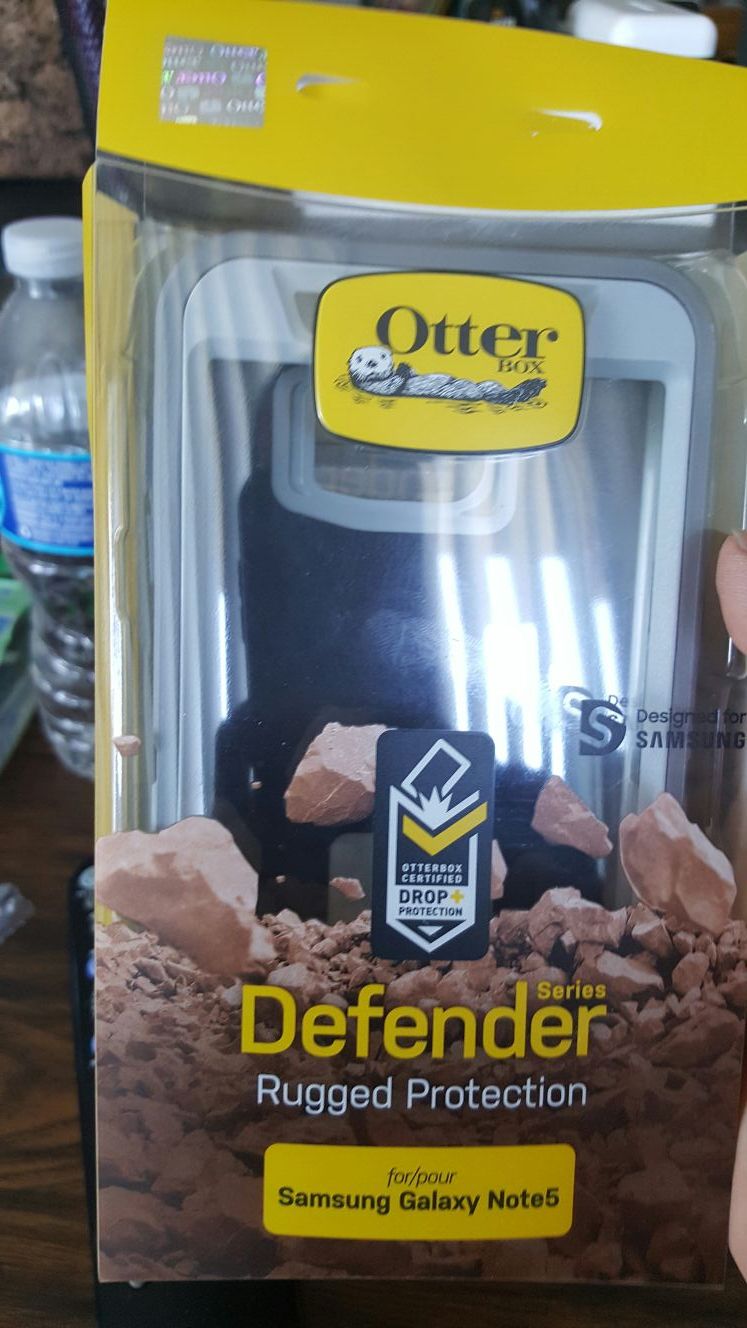 Otter
BOX
Designed for
SAMSUNG
OTTERBOX
CERTIFIED
DROP+
PROTECTION
Series
Defender
Rugged Protection
for/pour
Samsung Galaxy Note5